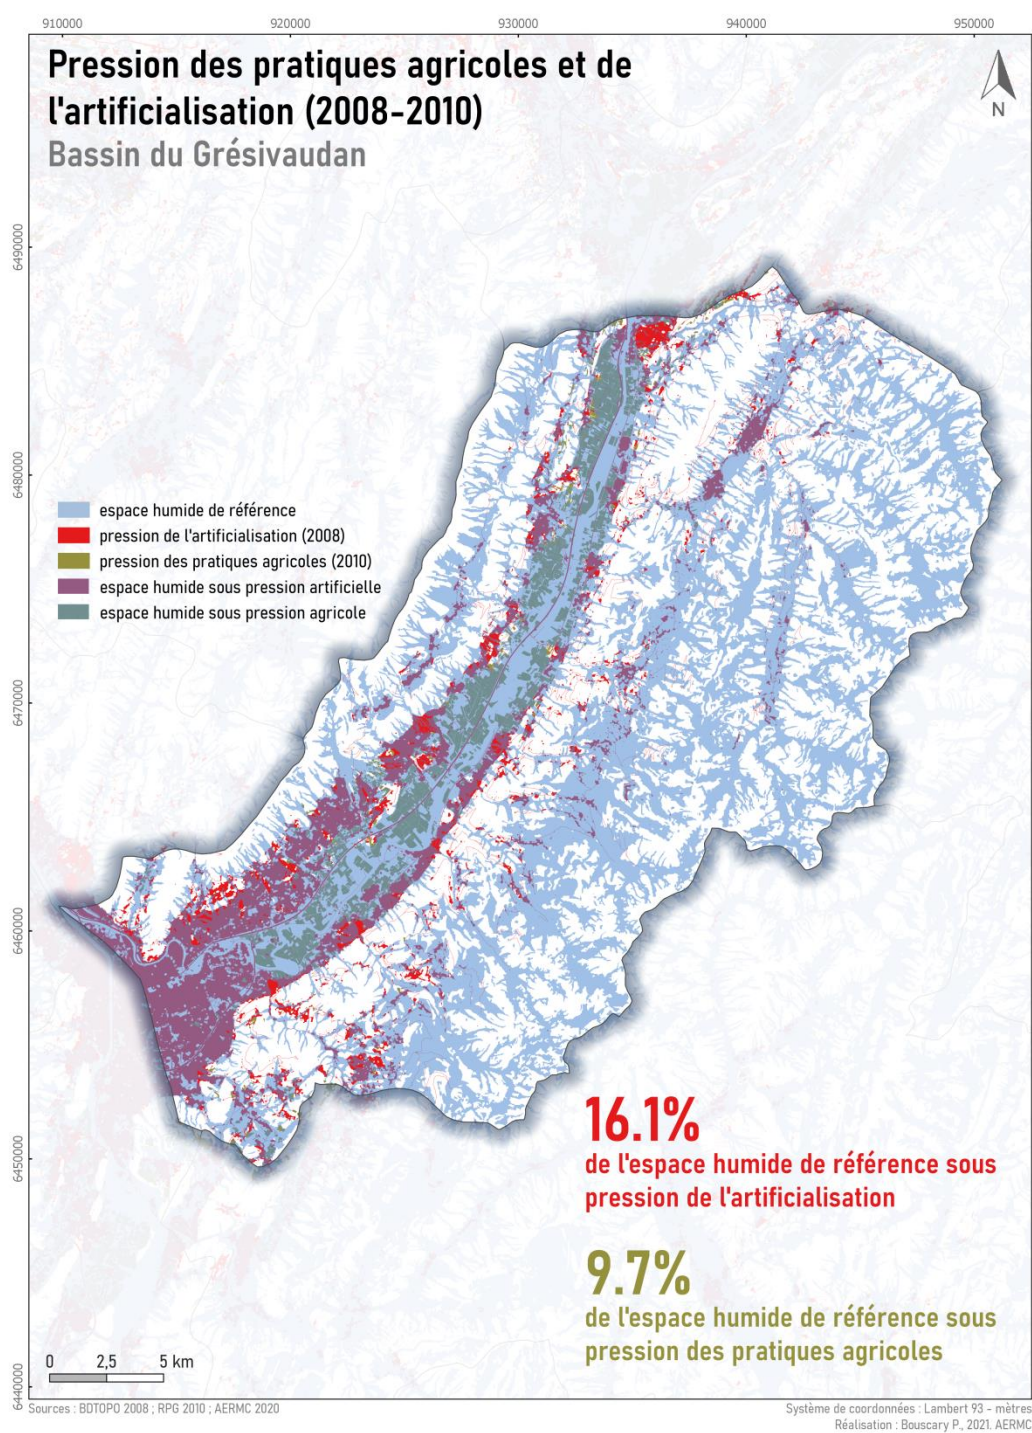 910000
920000
930000
940000
950000
Pression des pratiques agricoles et de
l'artificialisation (2008-2010)
Bassin du Grésivaudan
N
6490000
6480000
6470000
6460000
6450000
6440000
espace humide de référence
pression de l'artificialisation (2008)
pression des pratiques agricoles (2010)
espace humide sous pression artificielle
espace humide sous pression agricole
16.1%
de l'espace humide de référence sous
pression de l'artificialisation
9.7%
de l'espace humide de référence sous
pression des pratiques agricoles
0 2,5 5 km
Sources : BDTOPO 2008 ; RPG 2010 ; AERMC 2020
Système de coordonnées : Lambert 93 - mètres
Réalisation : Bouscary P., 2021. AERMC